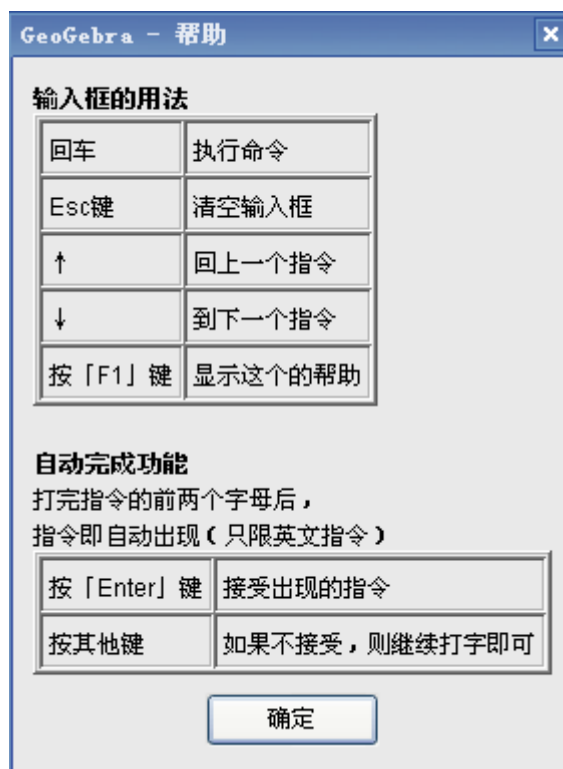 GeoGebra - 帮助
输入框的用法
回车 执行命令
Esc键 清空输入框
↑ 回上一个指令
↓ 到下一个指令
按「F1」键 显示这个的帮助
自动完成功能
打完指令的前两个字母后，
指令即自动出现(只限英文指令)
按「Enter」键 接受出现的指令
按其他键 如果不接受，则继续打字即可
确定